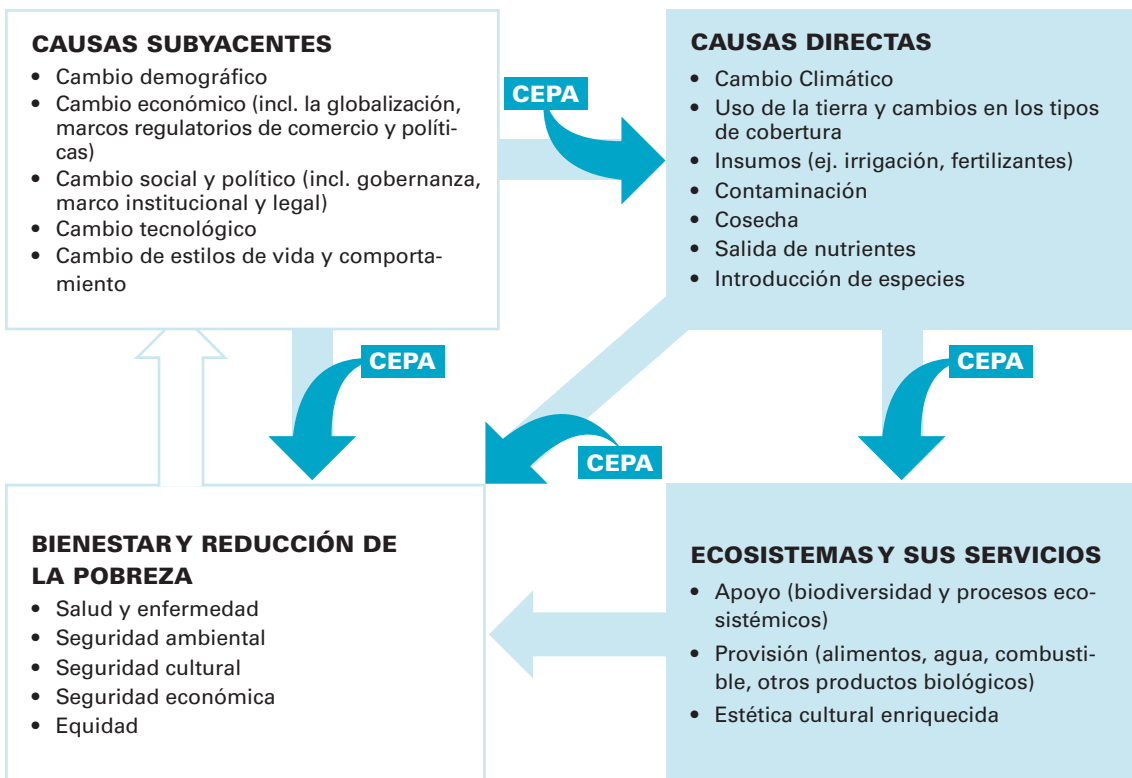 CAUSAS SUBYACENTES
• Cambio demográfico
• Cambio económico (incl. la globalización,
marcos regulatorios de comercio y políti-
cas)
• Cambio social y político (incl. gobernanza,
marco institucional y legal)
• Cambio tecnológico
• Cambio de estilos de vida y comporta-
miento
CEPA
CAUSAS DIRECTAS
• Cambio Climático
• Uso de la tierra y cambios en los tipos
de cobertura
• Insumos (ej. irrigación, fertilizantes)
• Contaminación
• Cosecha
• Salida de nutrientes
• Introducción de especies
CEPA
CEPA
CEPA
BIENESTAR Y REDUCCIÓN DE
LA POBREZA
• Salud y enfermedad
• Seguridad ambiental
• Seguridad cultural
• Seguridad económica
• Equidad
ECOSISTEMAS Y SUS SERVICIOS
• Apoyo (biodiversidad y procesos eco-
sistémicos)
• Provisión (alimentos, agua, combusti-
ble, otros productos biológicos)
• Estética cultural enriquecida